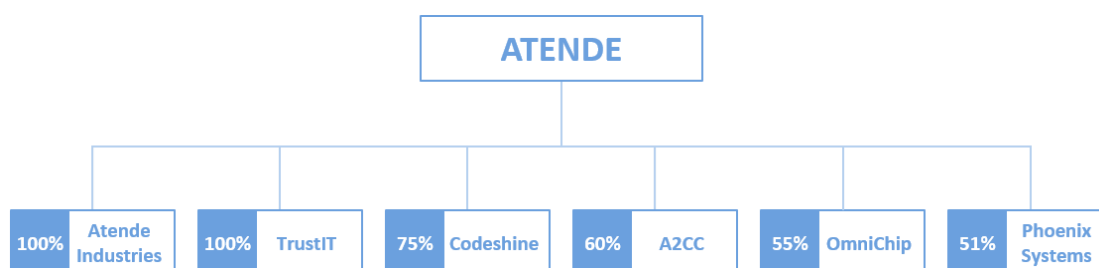 ATENDE
100%
Atende
Industries
100%
TrustIT
75%
Codeshine
60%
A2CC
55%
OmniChip
51%
Phoenix
Systems